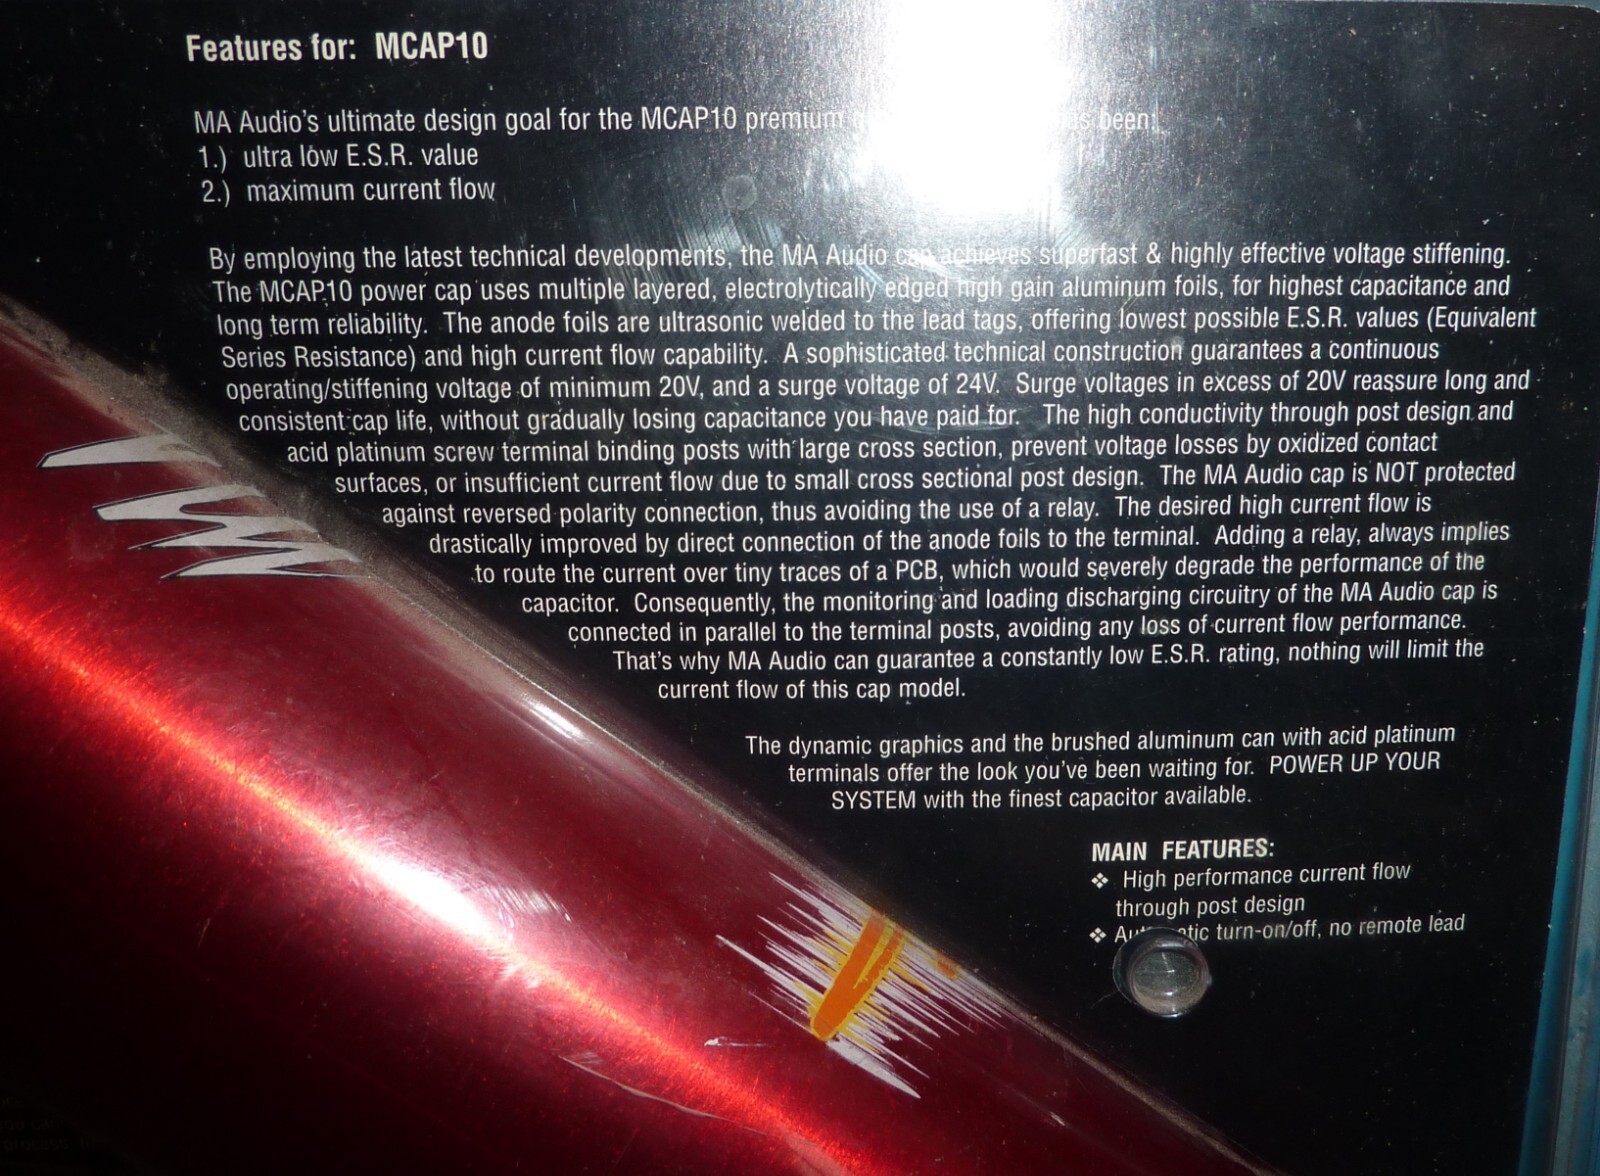 Features for: MCAP10
MA Audio's ultimate design goal for the MCAP10 premium has been:
1.) ultra low E.S.R. value
2.) maximum current flow
By employing the latest technical developments, the MA Audio cap achieves superfast & highly effective voltage stiffening.
The MCAP10 power cap uses multiple layered, electrolytically edged high gain aluminum foils, for highest capacitance and
long term reliability. The anode foils are ultrasonic welded to the lead tags, offering lowest possible E.S.R. values (Equivalent
Series Resistance) and high current flow capability. A sophisticated technical construction guarantees a continuous
operating/stiffening voltage of minimum 20V, and a surge voltage of 24V. Surge voltages in excess of 20V reassure long and
consistent cap life, without gradually losing capacitance you have paid for. The high conductivity through post design and
acid platinum screw terminal binding posts with large cross section, prevent voltage losses by oxidized contact
surfaces, or insufficient current flow due to small cross sectional post design. The MA Audio cap is NOT protected
against reversed polarity connection, thus avoiding the use of a relay. The desired high current flow is
drastically improved by direct connection of the anode foils to the terminal. Adding a relay, always implies
to route the current over tiny traces of a PCB, which would severely degrade the performance of the
capacitor. Consequently, the monitoring and loading discharging circuitry of the MA Audio cap is
connected in parallel to the terminal posts, avoiding any loss of current flow performance.
That's why MA Audio can guarantee a constantly low E.S.R. rating, nothing will limit the
current flow of this cap model.
The dynamic graphics and the brushed aluminum can with acid platinum
terminals offer the look you've been waiting for. POWER UP YOUR
SYSTEM with the finest capacitor available.
MAIN FEATURES:
❖ High performance current flow
through post design
❖ Automatic turn-on/off, no remote lead